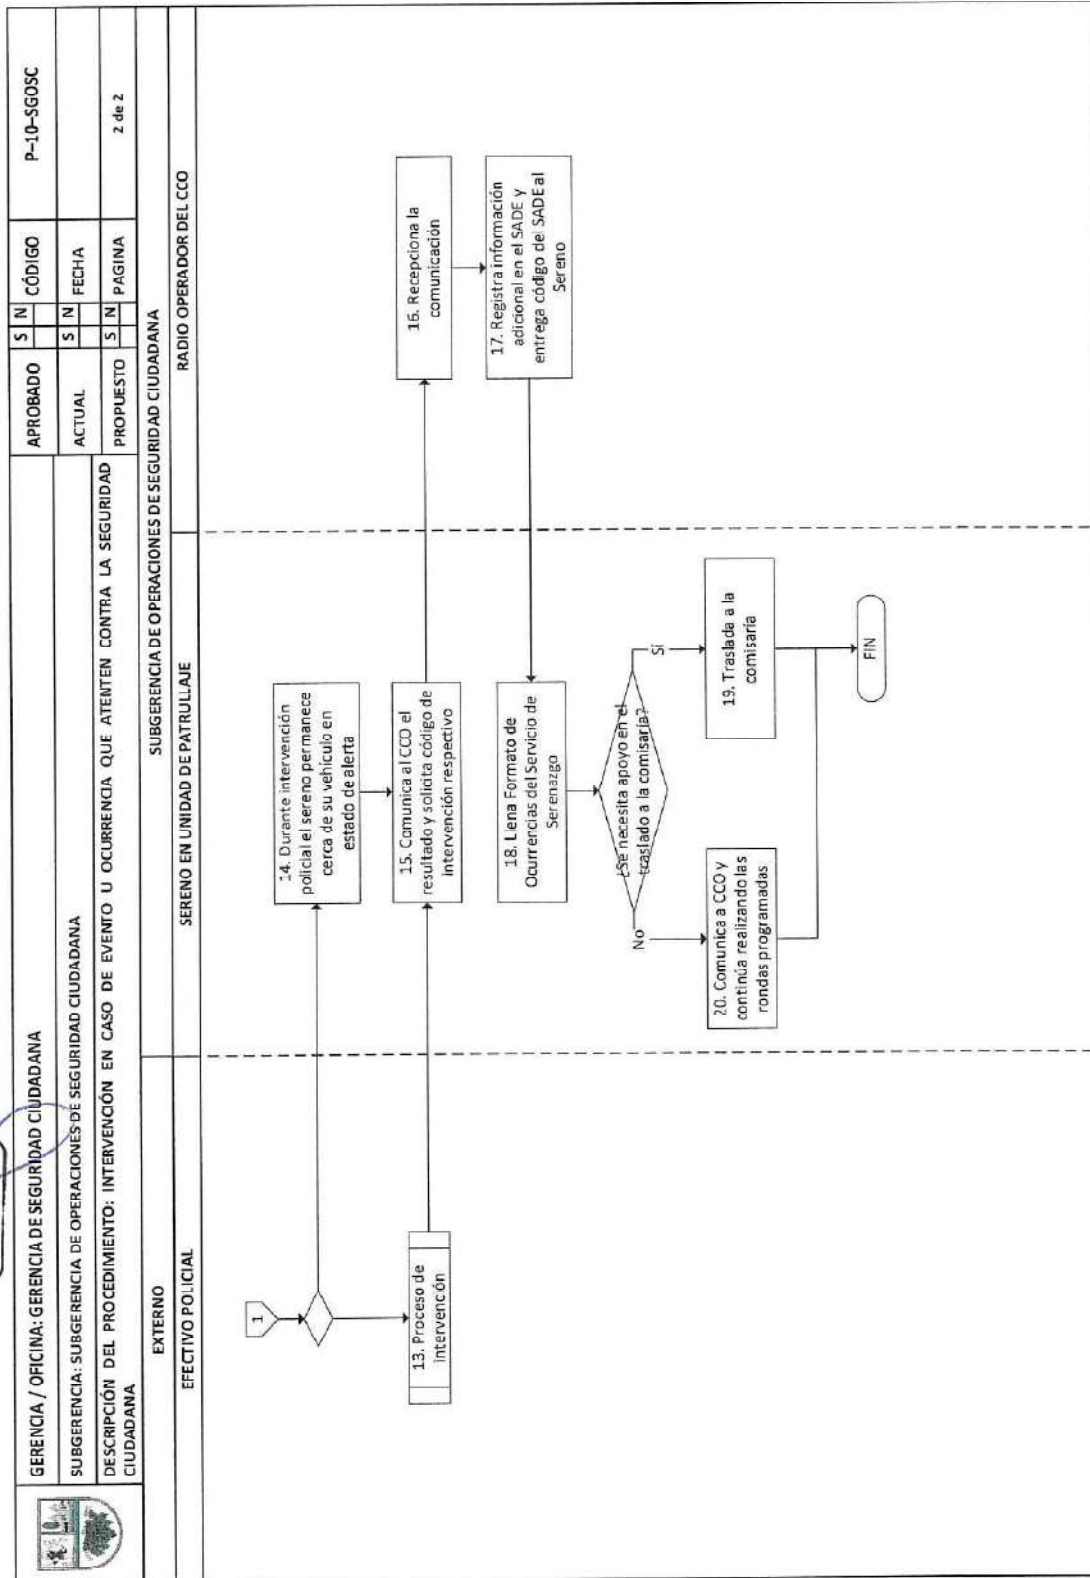 GERENCIA / OFICINA: GERENCIA DE SEGURIDAD CIUDADANA
APROBADO
S N
CÓDIGO
P-10-SGOSC
SUBGERENCIA: SUBGERENCIA DE OPERACIONES DE SEGURIDAD CIUDADANA
ACTUAL
S N
FECHA
DESCRIPCIÓN DEL PROCEDIMIENTO: INTERVENCIÓN EN CASO DE EVENTO U OCURRENCIA QUE ATENTEN CONTRA LA SEGURIDAD
CIUDADANA
PROPUESTO
S N
PAGINA
2 de 2
EXTERNO
SUBGERENCIA DE OPERACIONES DE SEGURIDAD CIUDADANA
EFECTIVO POLICIAL
SERENO EN UNIDAD DE PATRULLAJE
RADIO OPERADOR DEL CCO
1
14. Durante intervención
policial el sereno permanece
cerca de su vehículo en
estado de alerta
13. Proceso de
intervención
15. Comunica al CCO el
resultado y solicita código de
intervención respectivo
16. Recepciona la
comunicación
17. Registra información
adicional en el SADE y
entrega código del SADE al
Sereno
18. Llena Formato de
Ocurrencias del Servicio de
Serenazgo
¿Se necesita apoyo en el
traslado a la comisaría?
No
Sí
20. Comunica a CCO y
continúa realizando las
rondas programadas
19. Traslada a la
comisaría
FIN